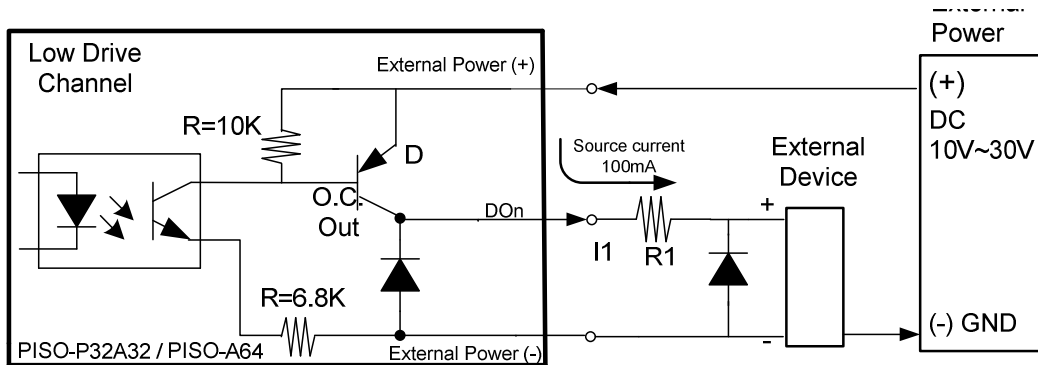 Low Drive
Channel
External Power (+)
R=10K
D
O.C.
Out
DOn
R=6.8K
PISO-P32A32 / PISO-A64
External Power (-)
Source current
100mA
I1
R1
+
-
External
Device
External
Power
(+)
DC
10V~30V
(-) GND